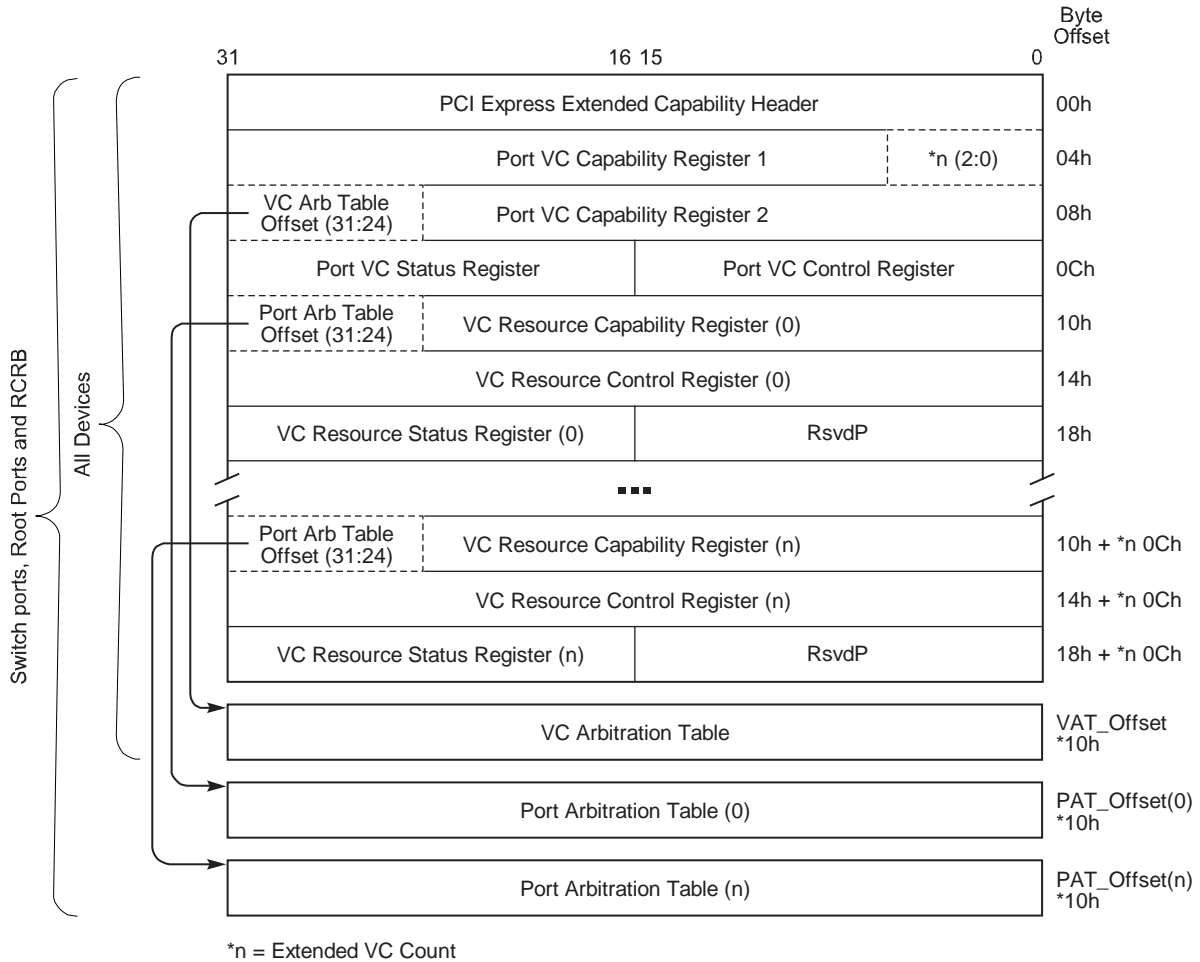 Byte
Offset
31 16 15 0
PCI Express Extended Capability Header 00h
Port VC Capability Register 1 *n (2:0) 04h
VC Arb Table
Offset (31:24) Port VC Capability Register 2 08h
Port VC Status Register Port VC Control Register 0Ch
Port Arb Table
Offset (31:24) VC Resource Capability Register (0) 10h
VC Resource Control Register (0) 14h
VC Resource Status Register (0) RsvdP 18h
Switch ports, Root Ports and RCRB
All Devices
...
Port Arb Table
Offset (31:24) VC Resource Capability Register (n) 10h + *n 0Ch
VC Resource Control Register (n) 14h + *n 0Ch
VC Resource Status Register (n) RsvdP 18h + *n 0Ch
VC Arbitration Table VAT_Offset
*10h
Port Arbitration Table (0) PAT_Offset(0)
*10h
Port Arbitration Table (n) PAT_Offset(n)
*10h
*n = Extended VC Count